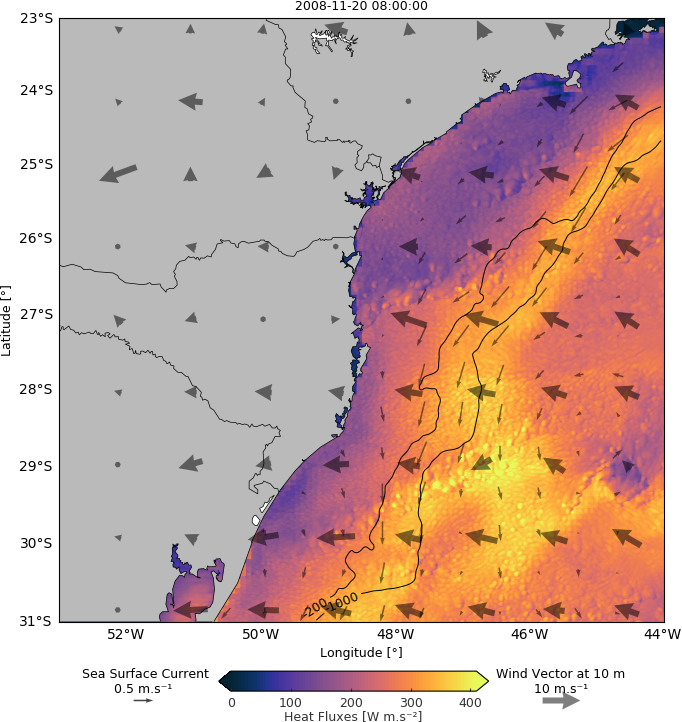 2008-11-20 08:00:00
23°S
24°S
25°S
26°S
27°S
28°S
29°S
30°S
31°S
Latitude [°]
-200
-1000
52°W 50°W 48°W 46°W 44°W
Longitude [°]
Sea Surface Current
0.5 m.s⁻¹
Wind Vector at 10 m
10 m.s⁻¹
0 100 200 300 400
Heat Fluxes [W m.s⁻²]